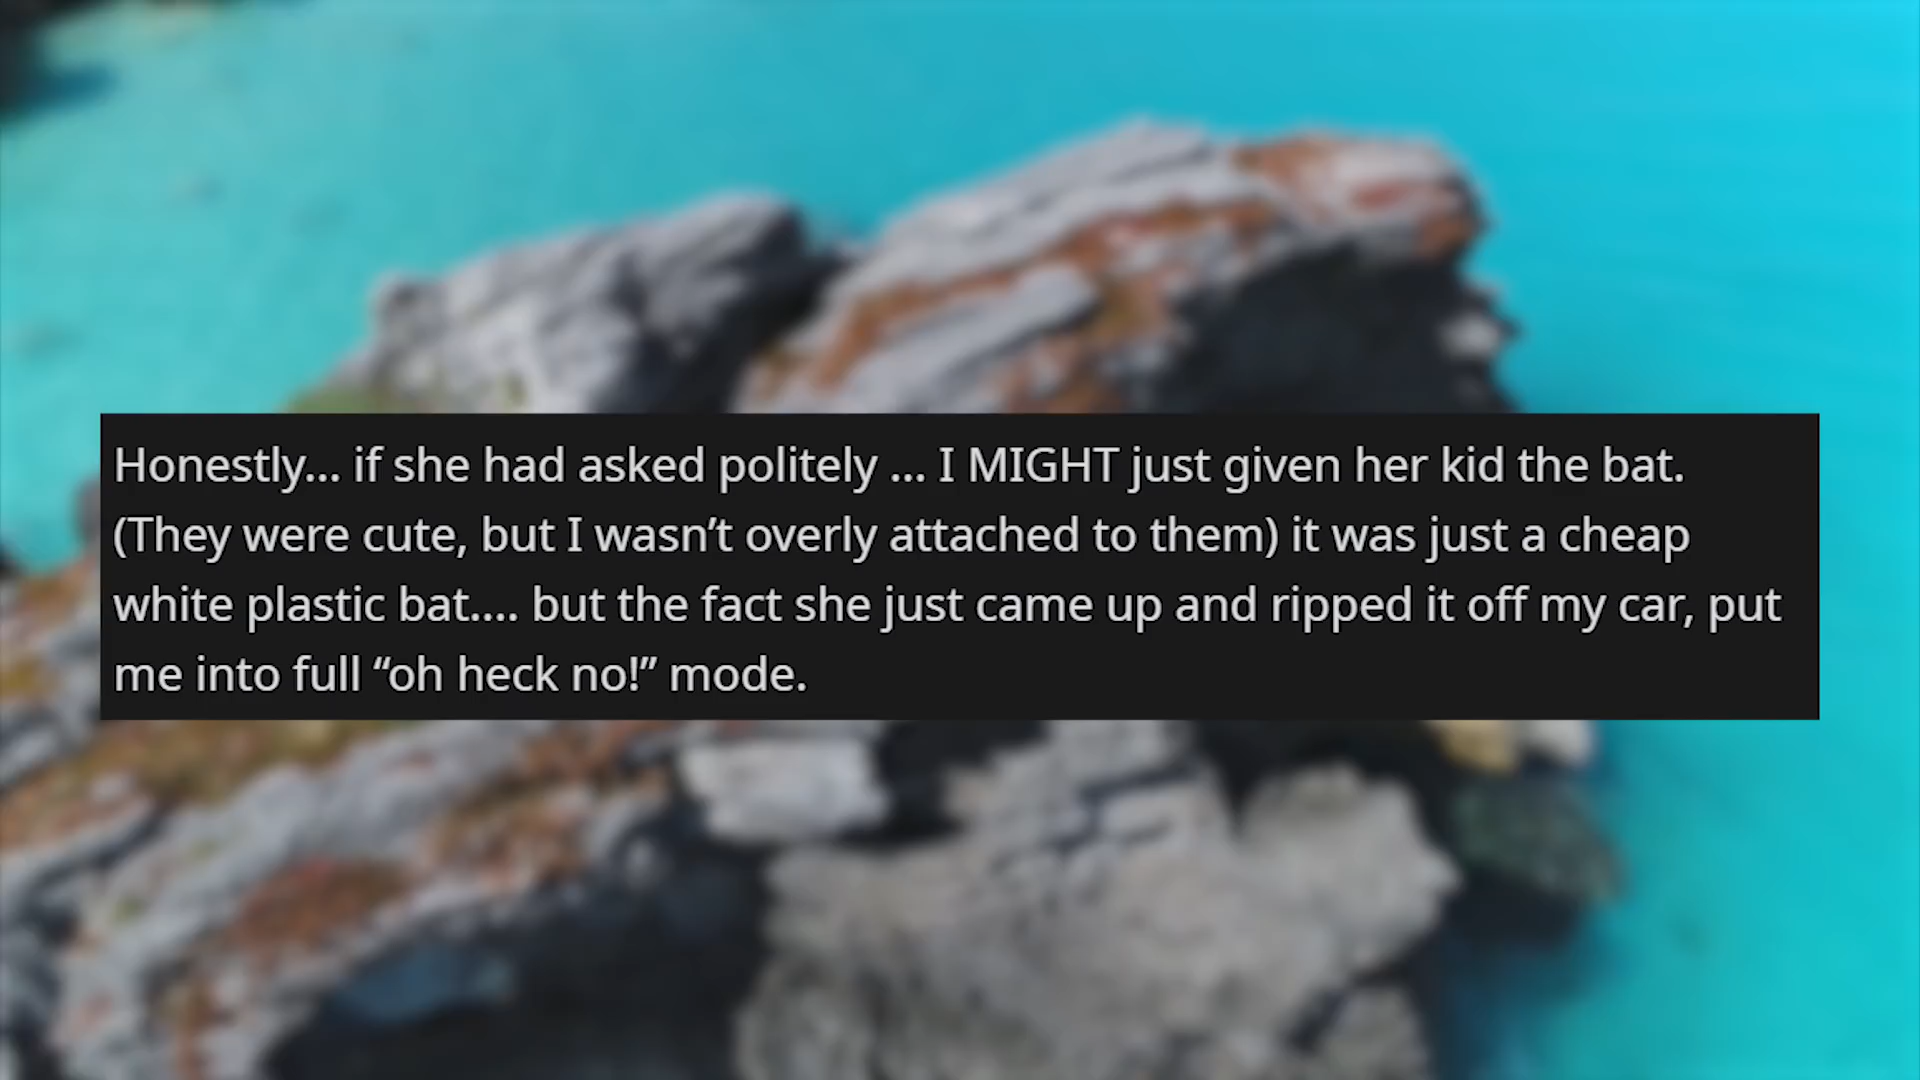 Honestly... if she had asked politely ... I MIGHT just given her kid the bat.
(They were cute, but I wasn’t overly attached to them) it was just a cheap
white plastic bat.... but the fact she just came up and ripped it off my car, put
me into full “oh heck no!” mode.